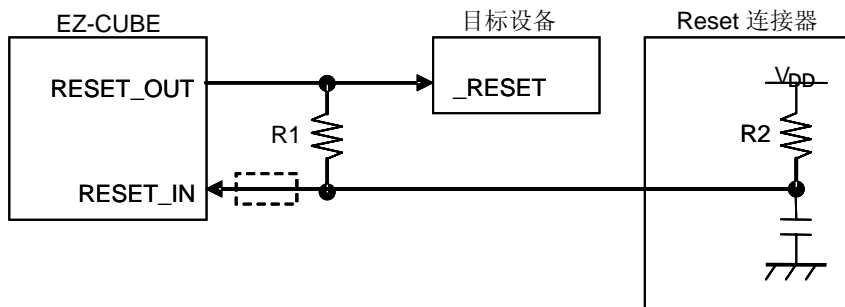 EZ-CUBE
目标设备
Reset 连接器
RESET_OUT
_RESET
VDD
R1
R2
RESET_IN